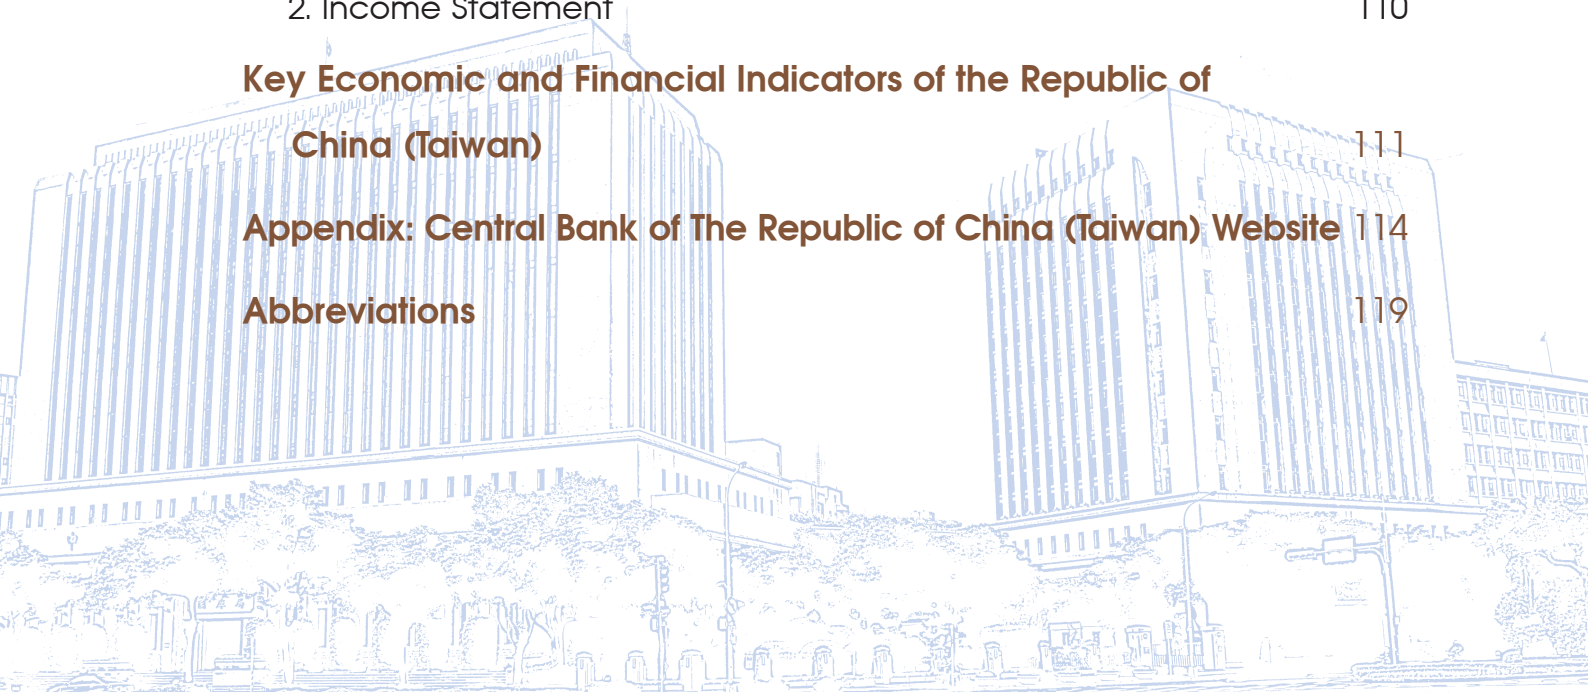 2. Income Statement 110
Key Economic and Financial Indicators of the Republic of
China (Taiwan) 111
Appendix: Central Bank of The Republic of China (Taiwan) Website 114
Abbreviations 119